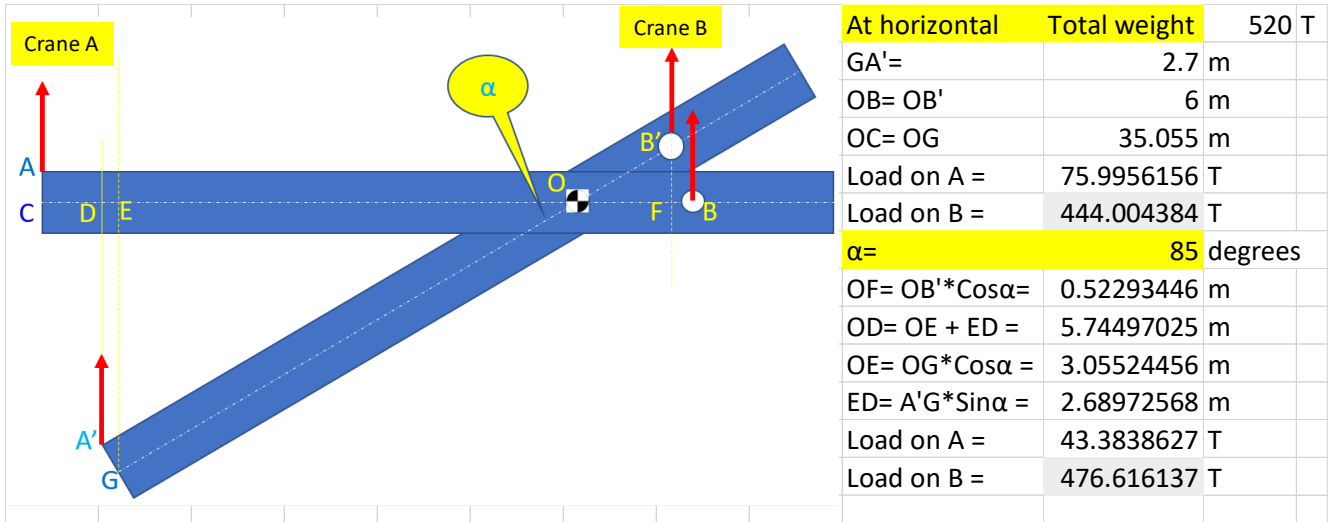 Crane A
Crane B
α
A
B'
O
C
D
E
F
B
A'
G
At horizontal Total weight 520 T
GA'= 2.7 m
OB= OB' 6 m
OC= OG 35.055 m
Load on A = 75.9956156 T
Load on B = 444.004384 T
α= 85 degrees
OF= OB'*Cosα= 0.52293446 m
OD= OE + ED = 5.74497025 m
OE= OG*Cosα = 3.05524456 m
ED= A'G*Sinα = 2.68972568 m
Load on A = 43.3838627 T
Load on B = 476.616137 T